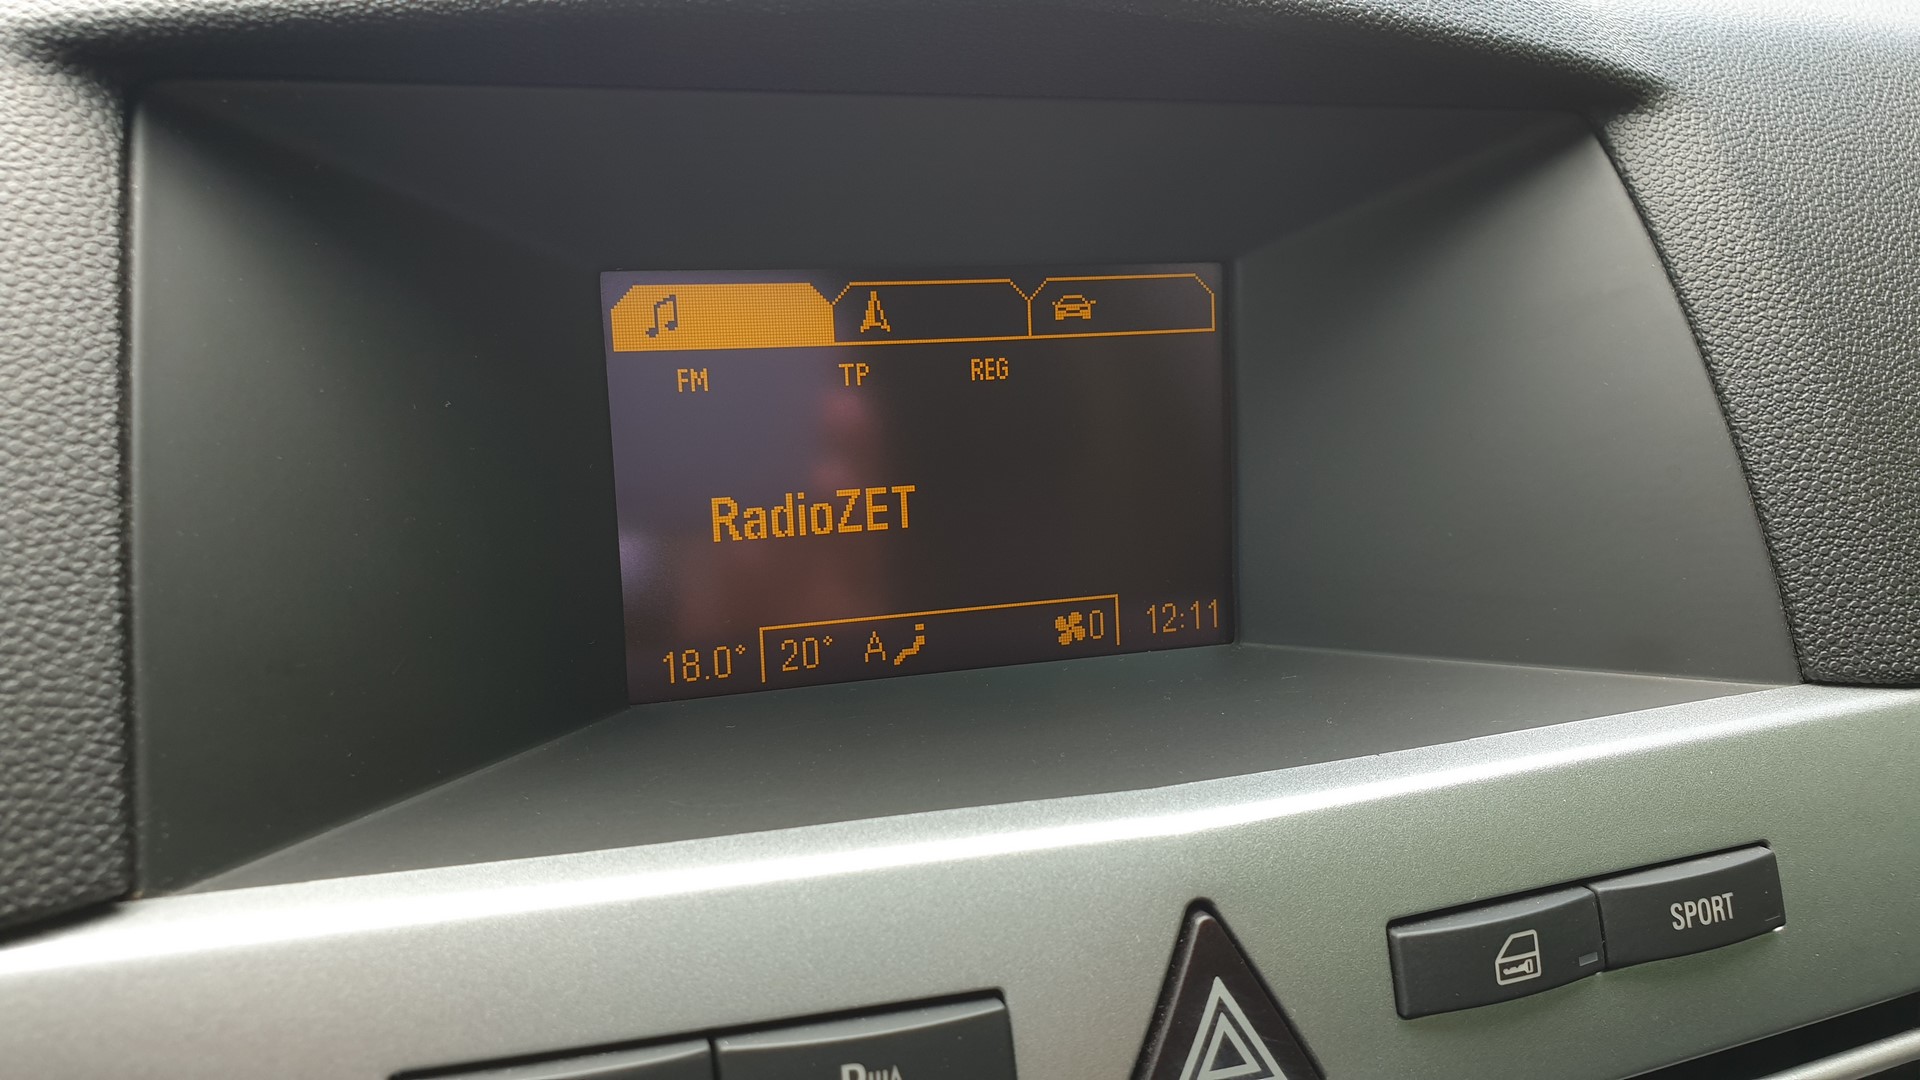 FM TP REG
RadioZET
18.0° 20° A 0 12:11
SPORT
P